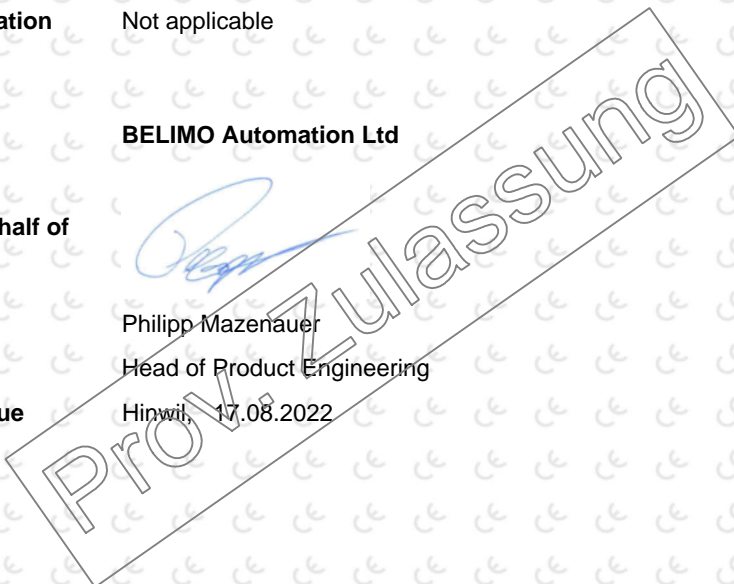 ation Not applicable
BELIMO Automation Ltd
half of
Philipp Mazenauer
Head of Product Engineering
ue Hinwil, 17.08.2022
Prov. Zulassung